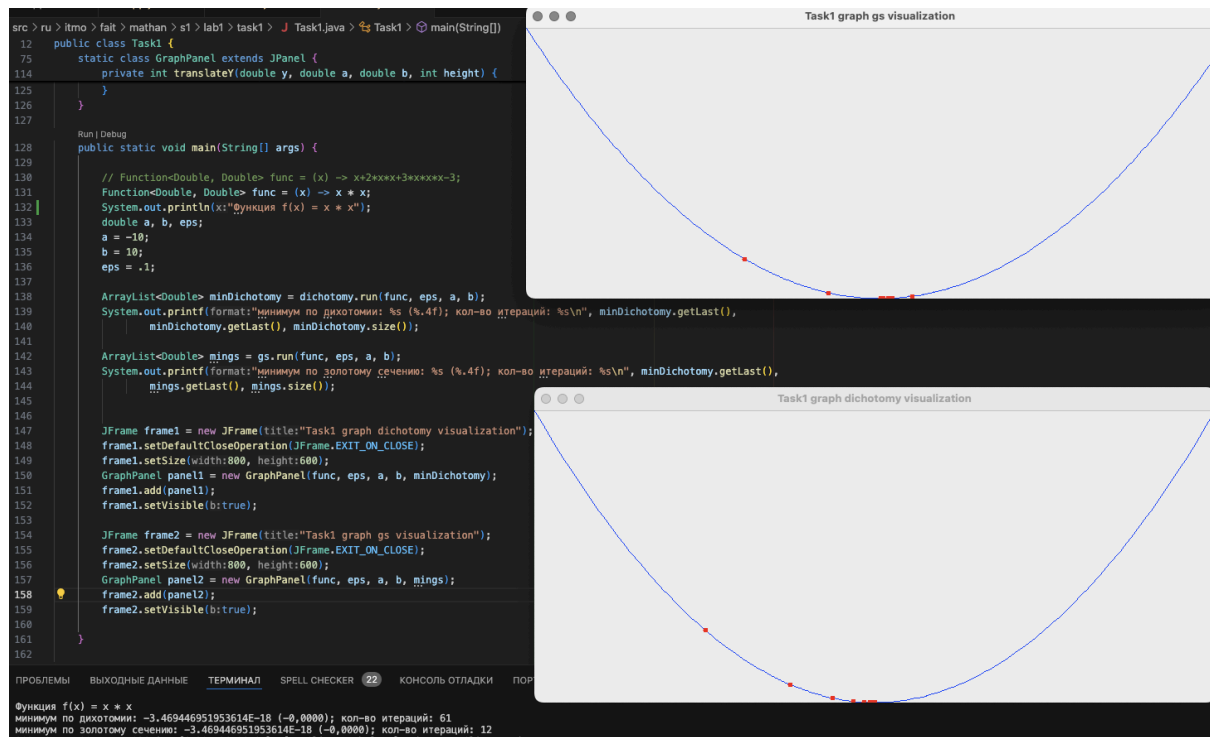 src > ru > itmo > fait > mathan > s1 > lab1 > task1 > J Task1.java > Task1 > main(String[])
12 public class Task1 {
75 static class GraphPanel extends JPanel {
114 private int translateY(double y, double a, double b, int height) {
125 }
126 }
127
Run | Debug
128 public static void main(String[] args) {
129
130 // Function<Double, Double> func = (x) -> x+2*x*x+3*x*x*x-3;
131 Function<Double, Double> func = (x) -> x * x;
132 System.out.println(x:"Функция f(x) = x * x");
133 double a, b, eps;
134 a = -10;
135 b = 10;
136 eps = .1;
137
138 ArrayList<Double> minDichotomy = dichotomy.run(func, eps, a, b);
139 System.out.printf(format:"минимум по дихотомии: %s (%.4f); кол-во итераций: %s\n", minDichotomy.getLast(),
140 minDichotomy.getLast(), minDichotomy.size());
141
142 ArrayList<Double> mings = gs.run(func, eps, a, b);
143 System.out.printf(format:"минимум по золотому сечению: %s (%.4f); кол-во итераций: %s\n", minDichotomy.getLast(),
144 mings.getLast(), mings.size());
145
146
147 JFrame frame1 = new JFrame(title:"Task1 graph dichotomy visualization");
148 frame1.setDefaultCloseOperation(JFrame.EXIT_ON_CLOSE);
149 frame1.setSize(width:800, height:600);
150 GraphPanel panel1 = new GraphPanel(func, eps, a, b, minDichotomy);
151 frame1.add(panel1);
152 frame1.setVisible(b:true);
153
154 JFrame frame2 = new JFrame(title:"Task1 graph gs visualization");
155 frame2.setDefaultCloseOperation(JFrame.EXIT_ON_CLOSE);
156 frame2.setSize(width:800, height:600);
157 GraphPanel panel2 = new GraphPanel(func, eps, a, b, mings);
158 frame2.add(panel2);
159 frame2.setVisible(b:true);
160
161 }
162
Task1 graph gs visualization
Task1 graph dichotomy visualization
ПРОБЛЕМЫ ВЫХОДНЫЕ ДАННЫЕ ТЕРМИНАЛ SPELL CHECKER 22 КОНСОЛЬ ОТЛАДКИ
Функция f(x) = x * x
минимум по дихотомии: -3.469446951953614E-18 (-0,0000); кол-во итераций: 61
минимум по золотому сечению: -3.469446951953614E-18 (-0,0000); кол-во итераций: 12